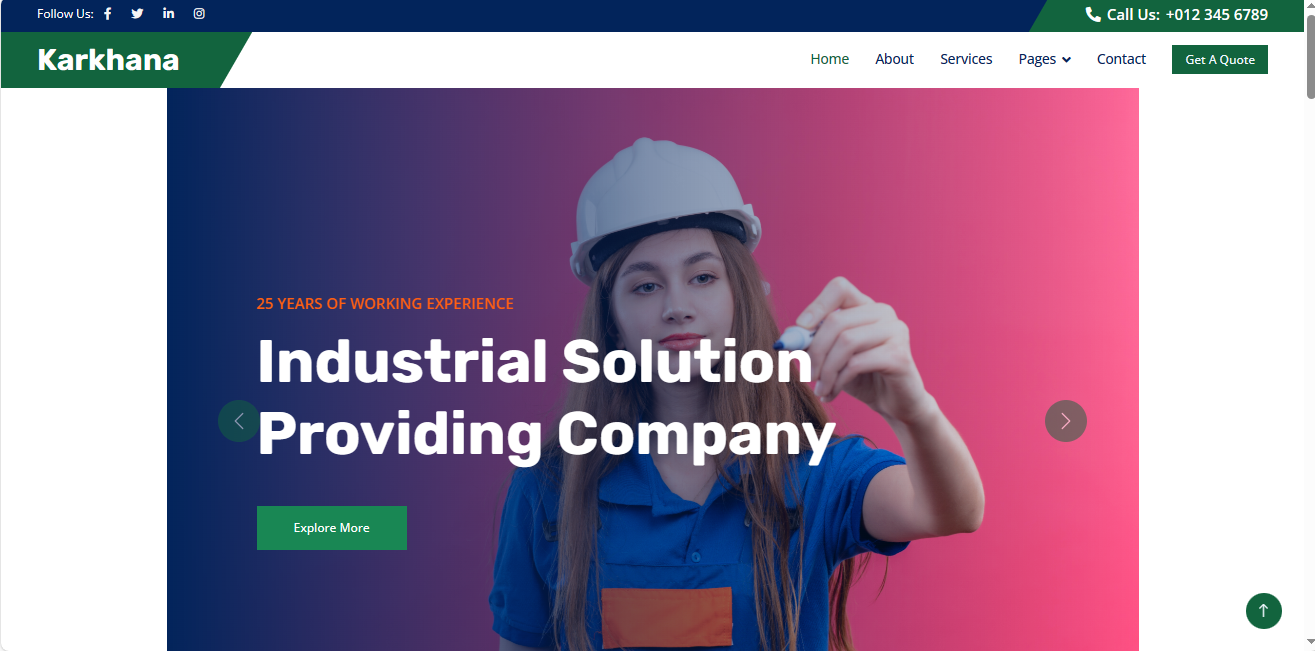 Follow Us:
Call Us: +012 345 6789
Karkhana
Home
About
Services
Pages
Contact
Get A Quote
25 YEARS OF WORKING EXPERIENCE
Industrial Solution
Providing Company
Explore More